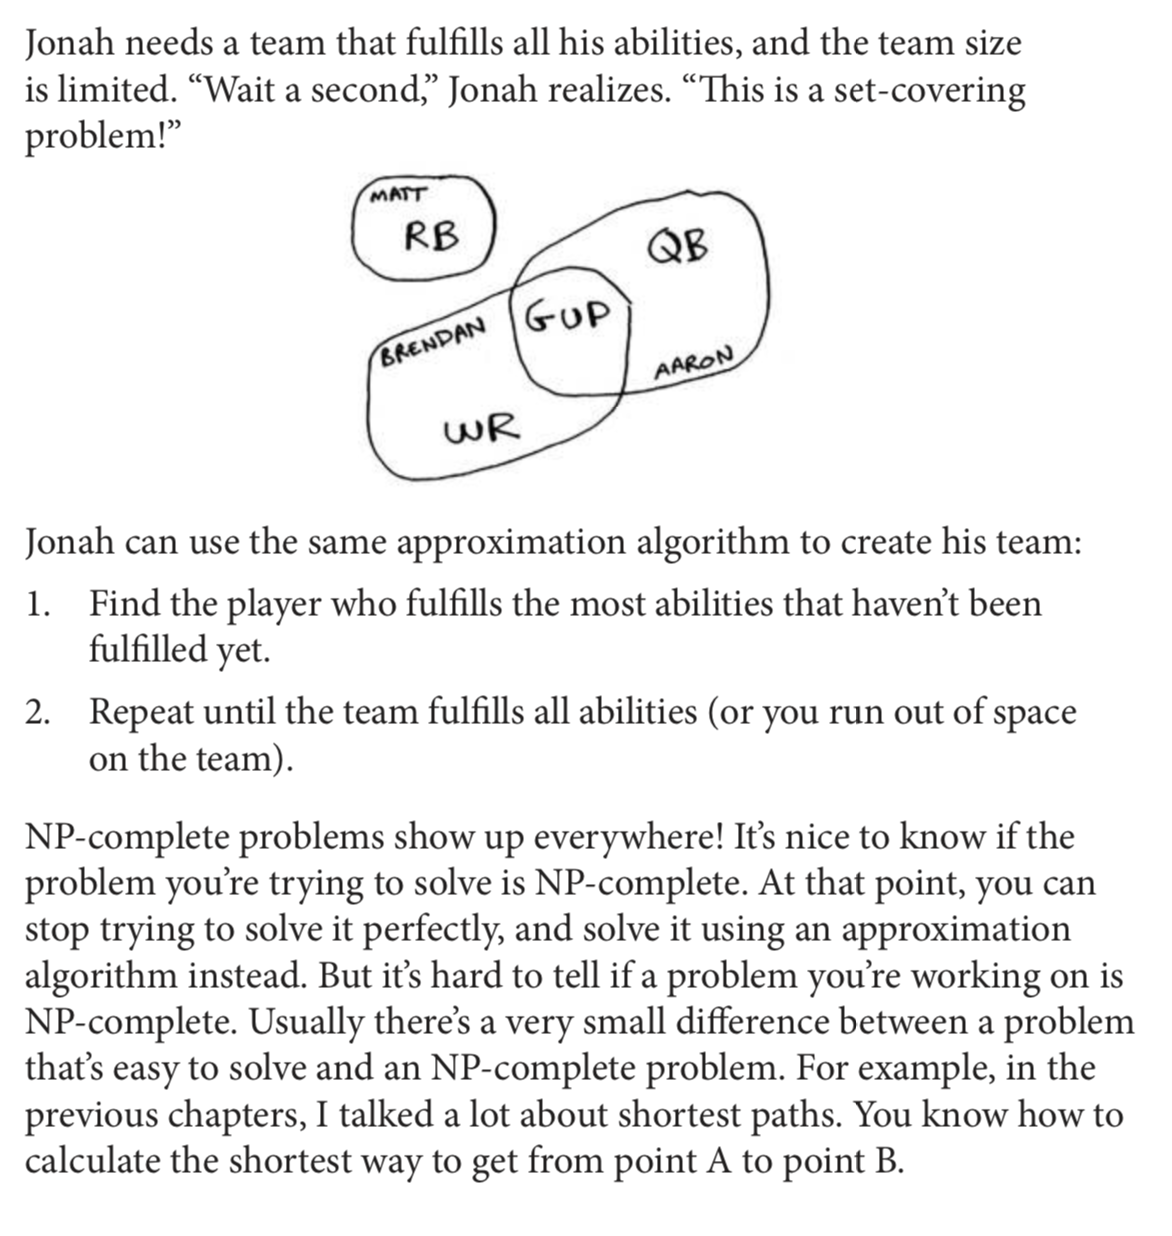 Jonah needs a team that fulfills all his abilities, and the team size
is limited. “Wait a second,” Jonah realizes. “This is a set-covering
problem!”
MATT
RB
QB
GUP
BRENDAN
AARON
WR
Jonah can use the same approximation algorithm to create his team:
1. Find the player who fulfills the most abilities that haven’t been
fulfilled yet.
2. Repeat until the team fulfills all abilities (or you run out of space
on the team).
NP-complete problems show up everywhere! It’s nice to know if the
problem you’re trying to solve is NP-complete. At that point, you can
stop trying to solve it perfectly, and solve it using an approximation
algorithm instead. But it’s hard to tell if a problem you’re working on is
NP-complete. Usually there’s a very small difference between a problem
that’s easy to solve and an NP-complete problem. For example, in the
previous chapters, I talked a lot about shortest paths. You know how to
calculate the shortest way to get from point A to point B.